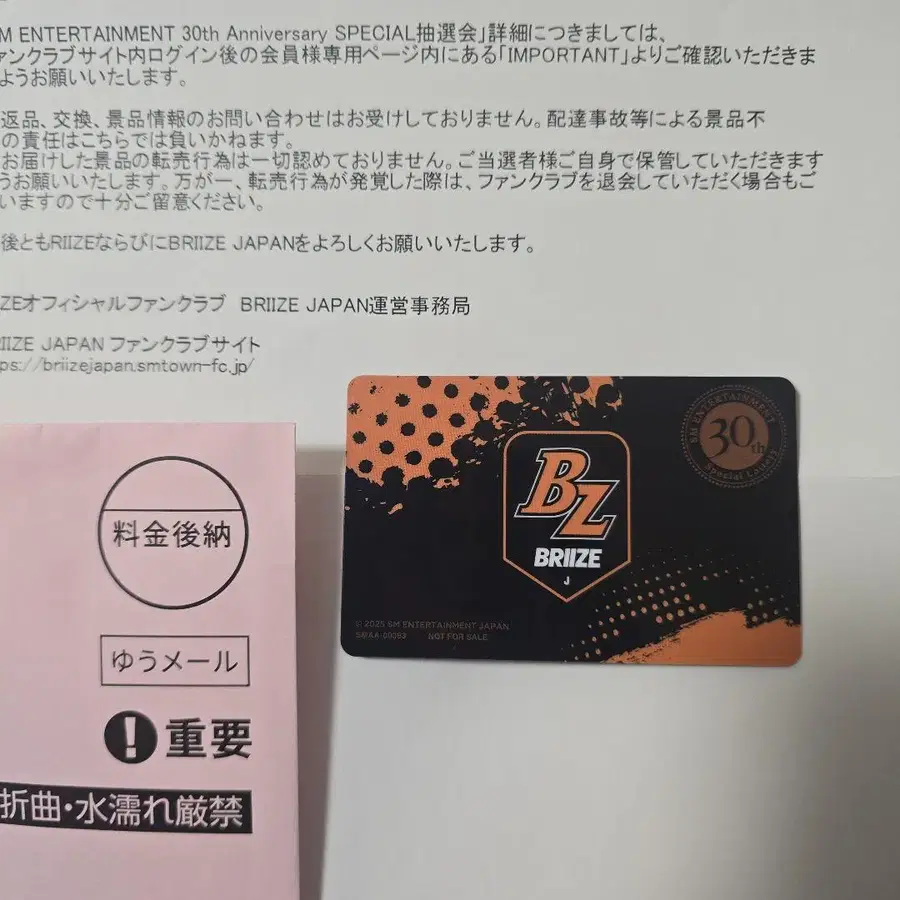 M ENTERTAINMENT 30th Anniversary SPECIAL抽選会」詳細につきましては、
ァンクラブサイト内ログイン後の会員様専用ページ内にある「IMPORTANT」よりご確認いただきま
ようお願いいたします。
返品、交換、景品情報のお問い合わせはお受けしておりません。配達事故等による景品不
の責任はこちらでは負いかねます。
お届けした景品の転売行為は一切認めておりません。ご当選者様ご自身で保管していただきます
うお願いいたします。万が一、転売行為が発覚した際は、ファンクラブを退会していただく場合もご
いますので十分ご留意ください。
後ともRIIZEならびにBRIIZE JAPANをよろしくお願いいたします。
ZEオフィシャルファンクラブ BRIIZE JAPAN運営事務局
IIZE JAPAN ファンクラブサイト
ps://briizejapan.smtown-fc.jp/
SM ENTERTAINMENT
30th
Special Lottery
BZ
BRIIZE
J
© 2025 SM ENTERTAINMENT JAPAN
NOT FOR SALE
料金後納
ゆうメール
重要
折曲・水濡れ厳禁